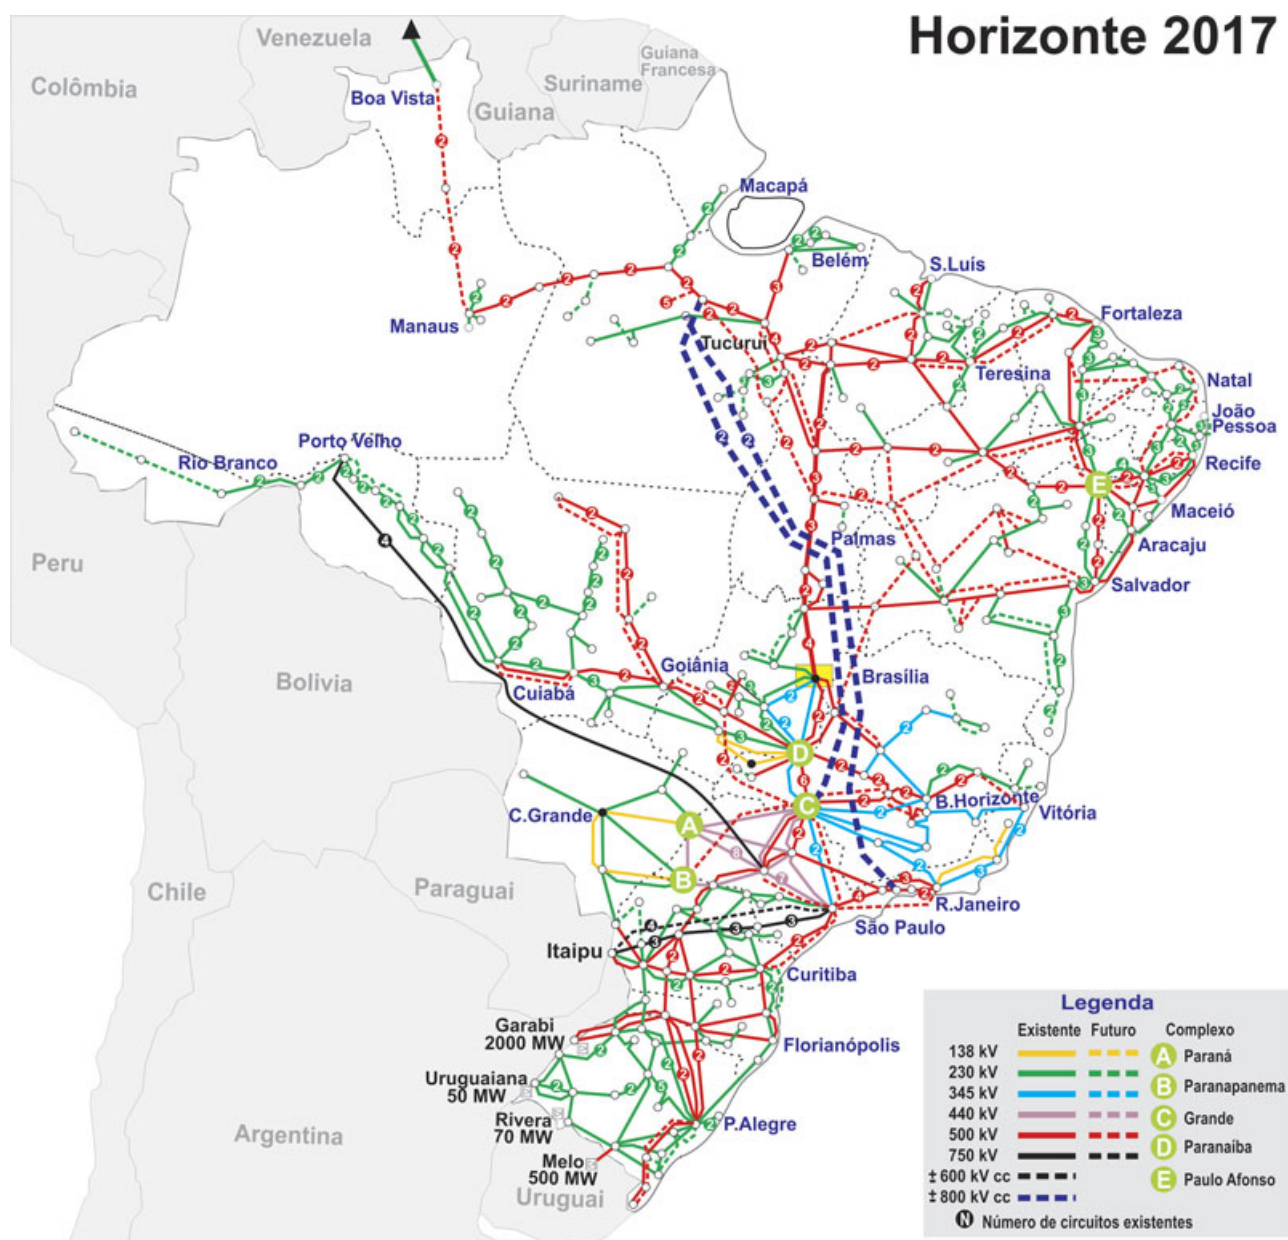 Horizonte 2017
Venezuela
Guiana
Francesa
Suriname
Colômbia
Boa Vista
Guiana
Macapá
Belém
S.Luís
Manaus
Fortaleza
Tucuruí
Teresina
Natal
João
Pessoa
Porto Velho
Rio Branco
Recife
E
Maceió
Palmas
Aracaju
Peru
Salvador
Goiânia
Brasília
Bolivia
Cuiabá
D
C
B.Horizonte
Vitória
C.Grande
A
B
Chile
Paraguai
R.Janeiro
São Paulo
Itaipu
Curitiba
Garabi
2000 MW
Florianópolis
Uruguaiana
50 MW
Rivera
70 MW
P.Alegre
Argentina
Melo
500 MW
Uruguai
Legenda
Existente Futuro Complexo
138 kV A Paraná
230 kV
345 kV B Paranapanema
440 kV C Grande
500 kV D Paranaíba
750 kV
± 600 kV cc E Paulo Afonso
± 800 kV cc
N Número de circuitos existentes